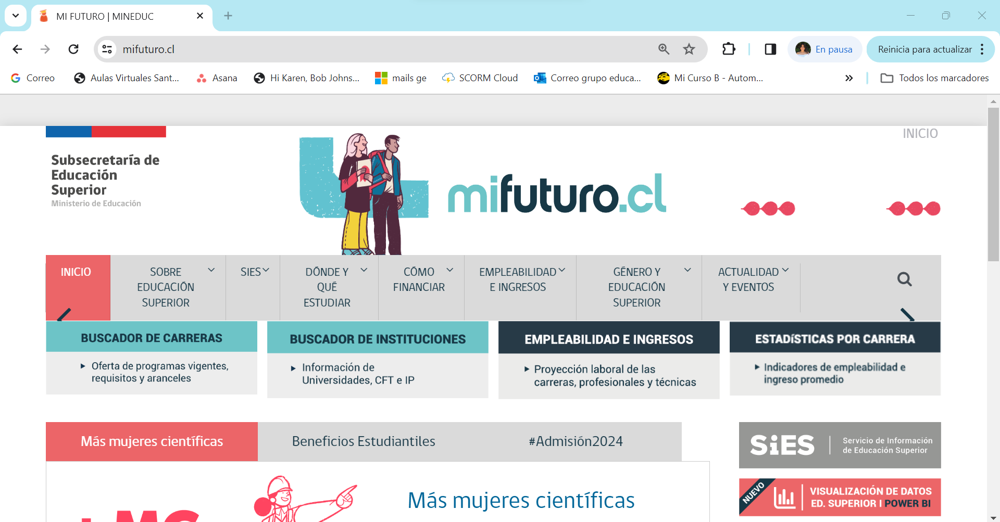 MI FUTURO | MINEDUC
mifuturo.cl
En pausa
Reinicia para actualizar
Correo
Aulas Virtuales Sant...
Asana
Hi Karen, Bob Johns...
mails ge
SCORM Cloud
Correo grupo educa...
Mi Curso B - Autom...
Todos los marcadores
INICIO
Subsecretaría de
Educación
Superior
Ministerio de Educación
mifuturo.cl
INICIO
SOBRE
EDUCACIÓN
SUPERIOR
SIES
DÓNDE Y
QUÉ
ESTUDIAR
CÓMO
FINANCIAR
EMPLEABILIDAD
E INGRESOS
GÉNERO Y
EDUCACIÓN
SUPERIOR
ACTUALIDAD
Y EVENTOS
BUSCADOR DE CARRERAS
Oferta de programas vigentes,
requisitos y aranceles
BUSCADOR DE INSTITUCIONES
Información de
Universidades, CFT e IP
EMPLEABILIDAD E INGRESOS
Proyección laboral de las
carreras, profesionales y técnicas
ESTADíSTICAS POR CARRERA
Indicadores de empleabilidad e
ingreso promedio
Más mujeres científicas
Beneficios Estudiantiles
#Admisión2024
SiES
Servicio de Información
de Educación Superior
Más mujeres científicas
NUEVO
VISUALIZACIÓN DE DATOS
ED. SUPERIOR I POWER BI